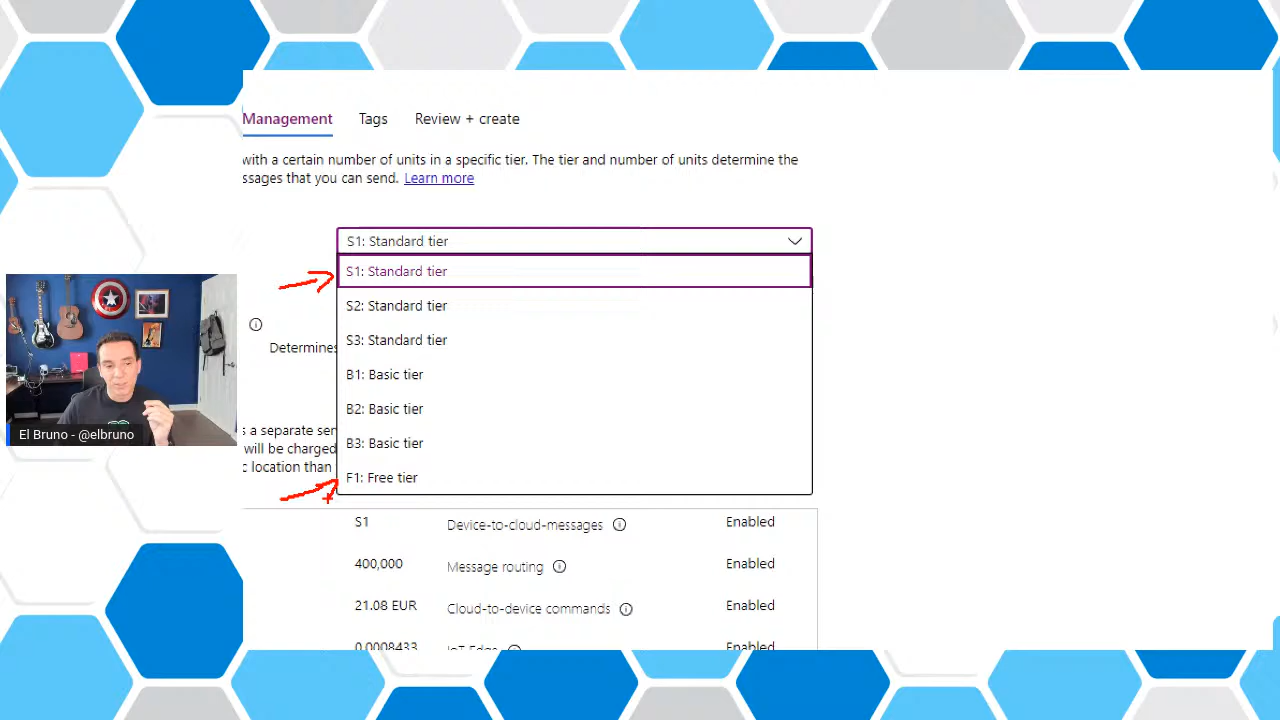 Management Tags Review + create
with a certain number of units in a specific tier. The tier and number of units determine the
ssages that you can send. Learn more
S1: Standard tier
S1: Standard tier
S2: Standard tier
S3: Standard tier
Determines
B1: Basic tier
B2: Basic tier
s a separate ser
B3: Basic tier
will be charged
c location than
F1: Free tier
El Bruno - @elbruno
S1 Device-to-cloud-messages Enabled
400,000 Message routing Enabled
21.08 EUR Cloud-to-device commands Enabled
0.0008433 IoT Edge Enabled